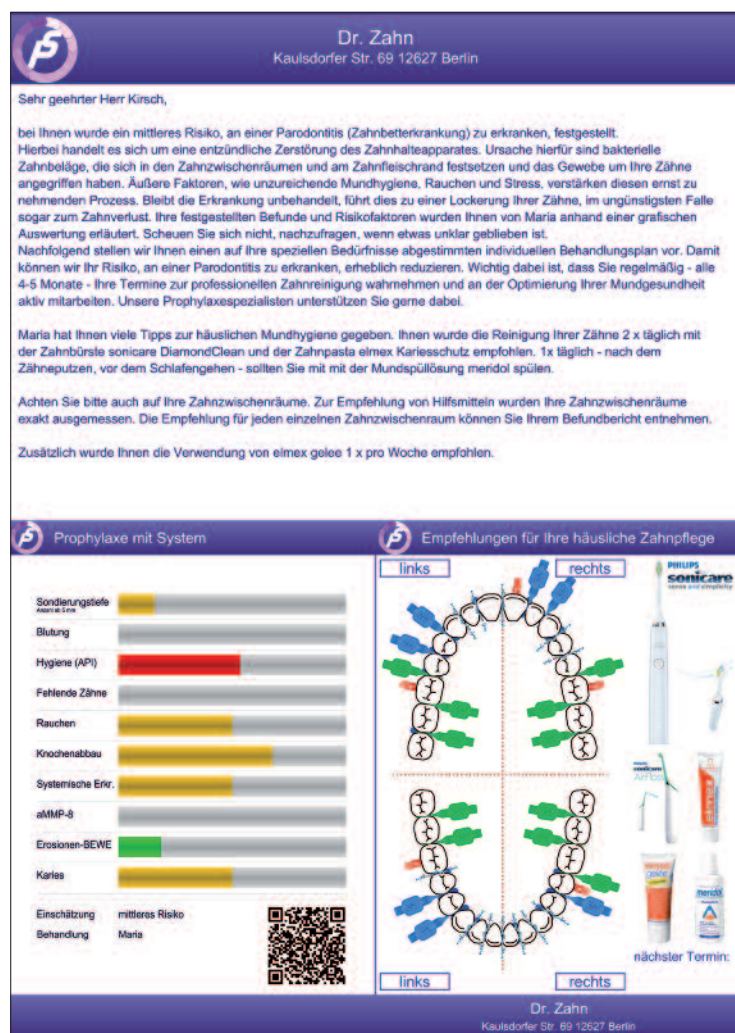 Dr. Zahn
Kaulsdorfer Str. 69 12627 Berlin
Sehr geehrter Herr Kirsch,
bei Ihnen wurde ein mittleres Risiko, an einer Parodontitis (Zahnbetterkrankung) zu erkranken, festgestellt.
Hierbei handelt es sich um eine entzündliche Zerstörung des Zahnhalteapparates. Ursache hierfür sind bakterielle
Zahnbeläge, die sich in den Zahnzwischenräumen und am Zahnfleischrand festsetzen und das Gewebe um Ihre Zähne
angegriffen haben. Äußere Faktoren, wie unzureichende Mundhygiene, Rauchen und Stress, verstärken diesen ernst zu
nehmenden Prozess. Bleibt die Erkrankung unbehandelt, führt dies zu einer Lockerung Ihrer Zähne, im ungünstigsten Falle
sogar zum Zahnverlust. Ihre festgestellten Befunde und Risikofaktoren wurden Ihnen von Maria anhand einer grafischen
Auswertung erläutert. Scheuen Sie sich nicht, nachzufragen, wenn etwas unklar geblieben ist.
Nachfolgend stellen wir Ihnen einen auf Ihre speziellen Bedürfnisse abgestimmten individuellen Behandlungsplan vor. Damit
können wir Ihr Risiko, an einer Parodontitis zu erkranken, erheblich reduzieren. Wichtig dabei ist, dass Sie regelmäßig - alle
4-5 Monate - Ihre Termine zur professionellen Zahnreinigung wahrnehmen und an der Optimierung Ihrer Mundgesundheit
aktiv mitarbeiten. Unsere Prophylaxespezialisten unterstützen Sie gerne dabei.
Maria hat Ihnen viele Tipps zur häuslichen Mundhygiene gegeben. Ihnen wurde die Reinigung Ihrer Zähne 2 x täglich mit
der Zahnbürste sonicare DiamondClean und der Zahnpasta elmex Kariesschutz empfohlen. 1x täglich - nach dem
Zähneputzen, vor dem Schlafengehen - sollten Sie mit mit der Mundspüllösung meridol spülen.
Achten Sie bitte auch auf Ihre Zahnzwischenräume. Zur Empfehlung von Hilfsmitteln wurden Ihre Zahnzwischenräume
exakt ausgemessen. Die Empfehlung für jeden einzelnen Zahnzwischenraum können Sie Ihrem Befundbericht entnehmen.
Zusätzlich wurde Ihnen die Verwendung von elmex gelee 1 x pro Woche empfohlen.
Prophylaxe mit System
Sondierungstiefe
Blutung
Hygiene (API)
Fehlende Zähne
Rauchen
Knochenabbau
Systemische Erkr.
aMMP-8
Erosionen-BEWE
Karies
Einschätzung mittleres Risiko
Behandlung Maria
Empfehlungen für Ihre häusliche Zahnpflege
links rechts
PHILIPS
sonicare
sense and simplicity
sonicare
AirFloss
elmex
gelée
meridol
nächster Termin:
links rechts
Dr. Zahn
Kaulsdorfer Str. 69 12627 Berlin